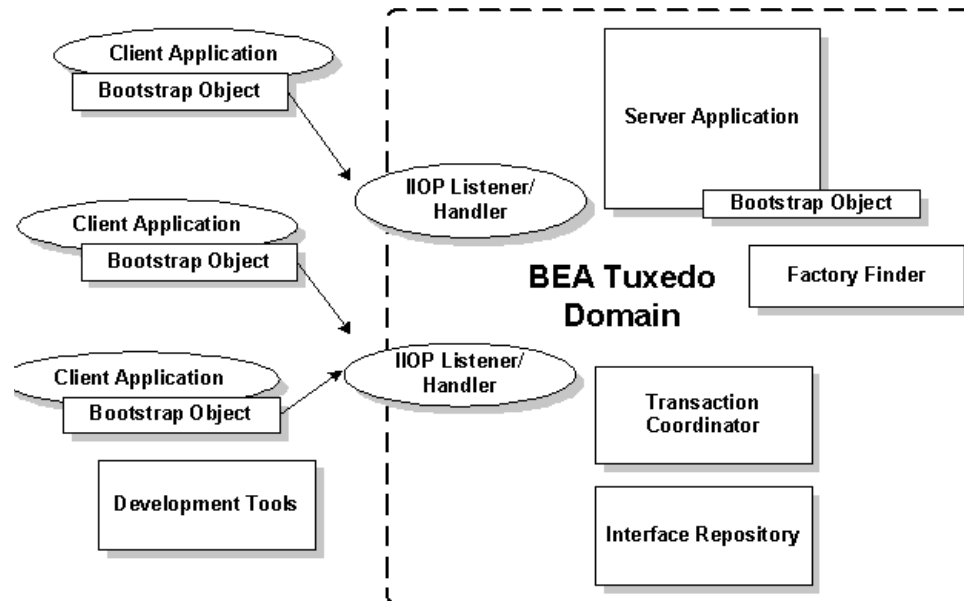 Client Application
Bootstrap Object
Server Application
IIOP Listener/
Handler
Bootstrap Object
Client Application
Bootstrap Object
BEA Tuxedo
Domain
Factory Finder
IIOP Listener/
Handler
Client Application
Bootstrap Object
Transaction
Coordinator
Development Tools
Interface Repository